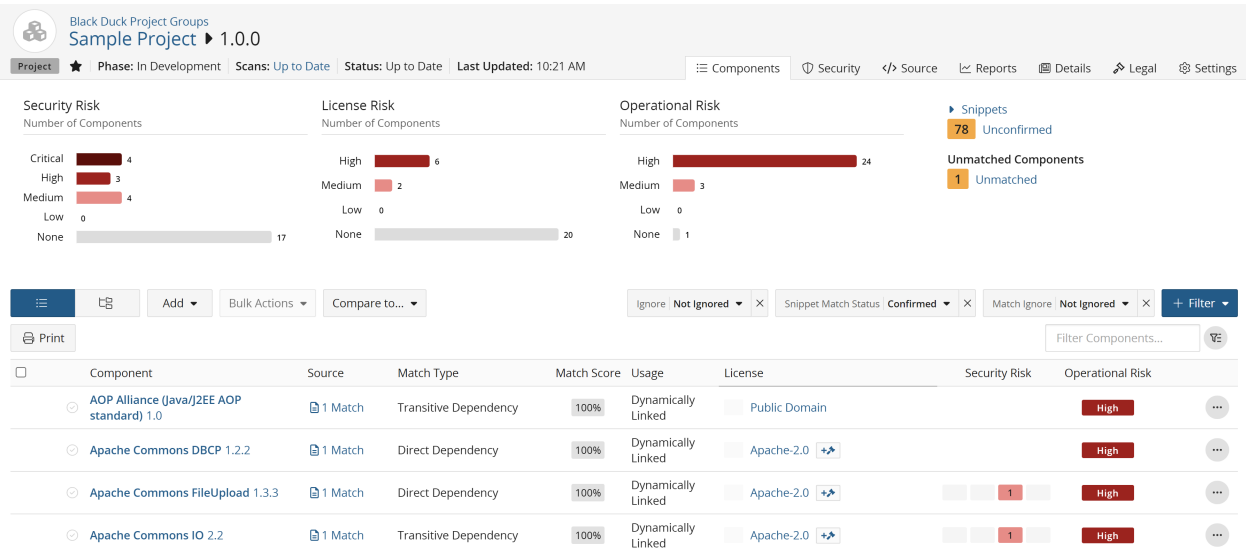 Black Duck Project Groups
Sample Project 1.0.0
Project Phase: In Development Scans: Up to Date Status: Up to Date Last Updated: 10:21 AM
Components Security Source Reports Details Legal Settings
Security Risk
Number of Components
Critical 4
High 3
Medium 4
Low 0
None 17
License Risk
Number of Components
High 6
Medium 2
Low 0
None 20
Operational Risk
Number of Components
High 24
Medium 3
Low 0
None 1
Snippets
78 Unconfirmed
Unmatched Components
1 Unmatched
Add Bulk Actions Compare to... Ignore Not Ignored Snippet Match Status Confirmed Match Ignore Not Ignored + Filter
Print Filter Components...
Component Source Match Type Match Score Usage License Security Risk Operational Risk
AOP Alliance (Java/J2EE AOP
standard) 1.0 1 Match Transitive Dependency 100% Dynamically
Linked Public Domain High
Apache Commons DBCP 1.2.2 1 Match Direct Dependency 100% Dynamically
Linked Apache-2.0 High
Apache Commons FileUpload 1.3.3 1 Match Direct Dependency 100% Dynamically
Linked Apache-2.0 1 High
Apache Commons IO 2.2 1 Match Transitive Dependency 100% Dynamically
Linked Apache-2.0 1 High